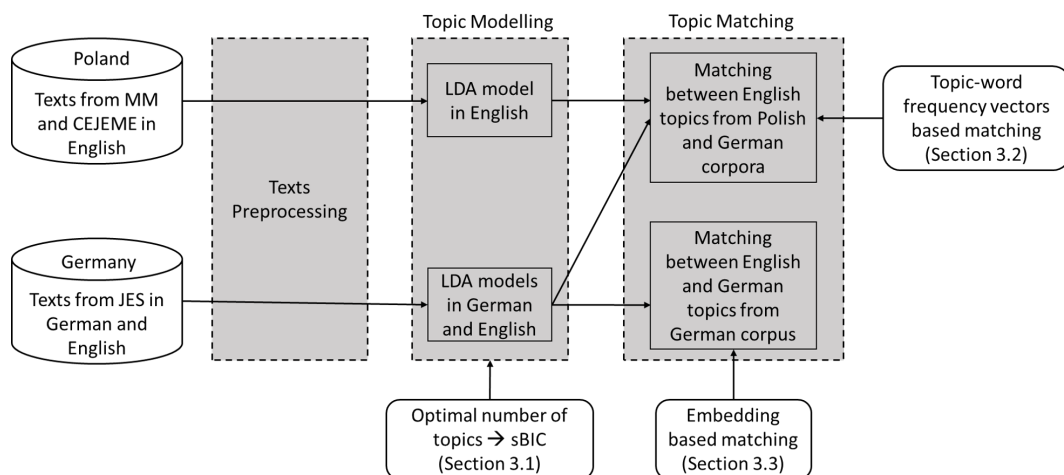 Topic Modelling
Topic Matching
Poland
Texts from MM
and CEJEME in
English
Texts
Preprocessing
LDA model
in English
Matching
between English
topics from Polish
and German
corpora
Topic-word
frequency vectors
based matching
(Section 3.2)
Germany
Texts from JES in
German and
English
LDA models
in German
and English
Matching
between English
and German
topics from
German corpus
Optimal number of
topics → sBIC
(Section 3.1)
Embedding
based matching
(Section 3.3)